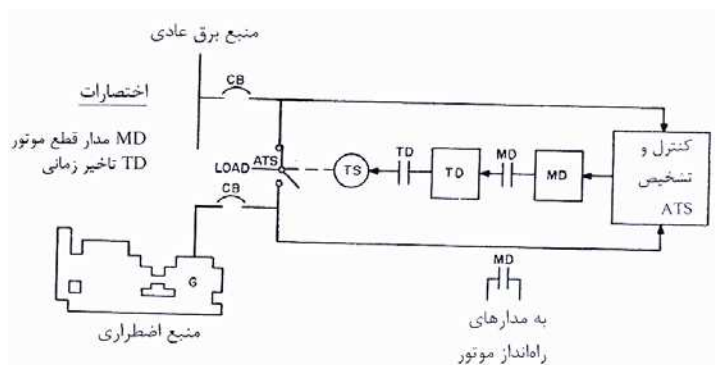 منبع برق عادی
اختصارات
MD مدار قطع موتور
TD تاخیر زمانی
CB
LOAD
ATS
CB
TS
TD
TD
MD
MD
کنترل و
تشخیص
ATS
G
منبع اضطراری
MD
به مدارهای
راه‌انداز موتور